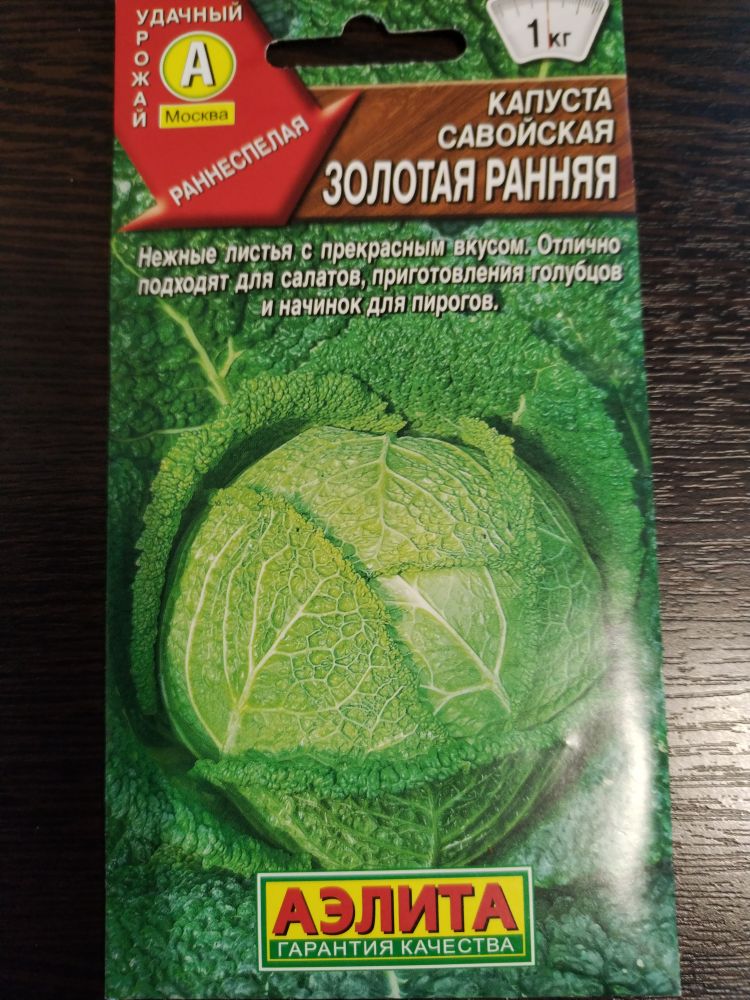 УДАЧНЫЙ
УРОЖАЙ
А
Москва
1 кг
РАННЕСПЕЛАЯ
КАПУСТА
САВОЙСКАЯ
ЗОЛОТАЯ РАННЯЯ
Нежные листья с прекрасным вкусом. Отлично
подходят для салатов, приготовления голубцов
и начинок для пирогов.
АЭЛИТА
ГАРАНТИЯ КАЧЕСТВА